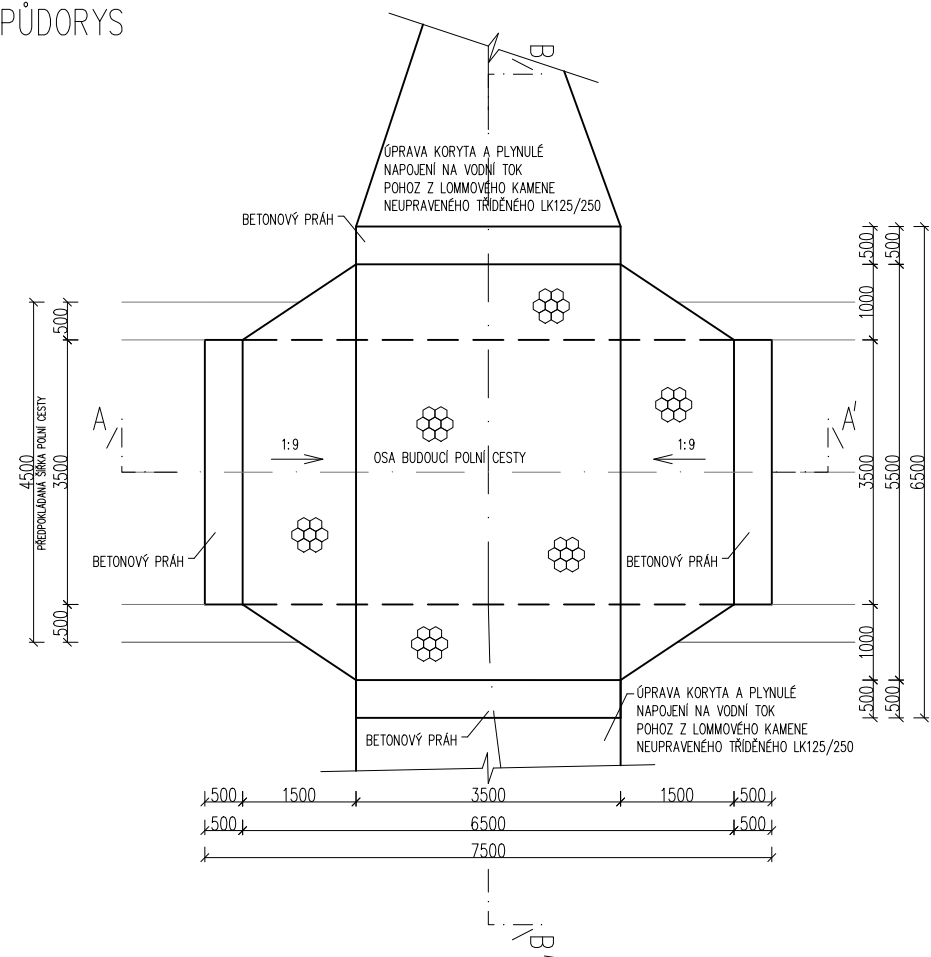 PŮDORYS
B
ÚPRAVA KORYTA A PLYNULÉ
NAPOJENÍ NA VODNÍ TOK
POHOZ Z LOMMOVÉHO KAMENE
NEUPRAVENÉHO TŘÍDĚNÉHO LK125/250
BETONOVÝ PRÁH
500
500
1000
500
A
A'
1:9
1:9
OSA BUDOUCÍ POLNÍ CESTY
4500
PŘEDPOKLÁDANÁ ŠÍŘKA POLNÍ CESTY
3500
3500
5500
6500
BETONOVÝ PRÁH
BETONOVÝ PRÁH
500
1000
500
500
ÚPRAVA KORYTA A PLYNULÉ
NAPOJENÍ NA VODNÍ TOK
POHOZ Z LOMMOVÉHO KAMENE
NEUPRAVENÉHO TŘÍDĚNÉHO LK125/250
BETONOVÝ PRÁH
500 1500 3500 1500 500
500 6500 500
7500
B'